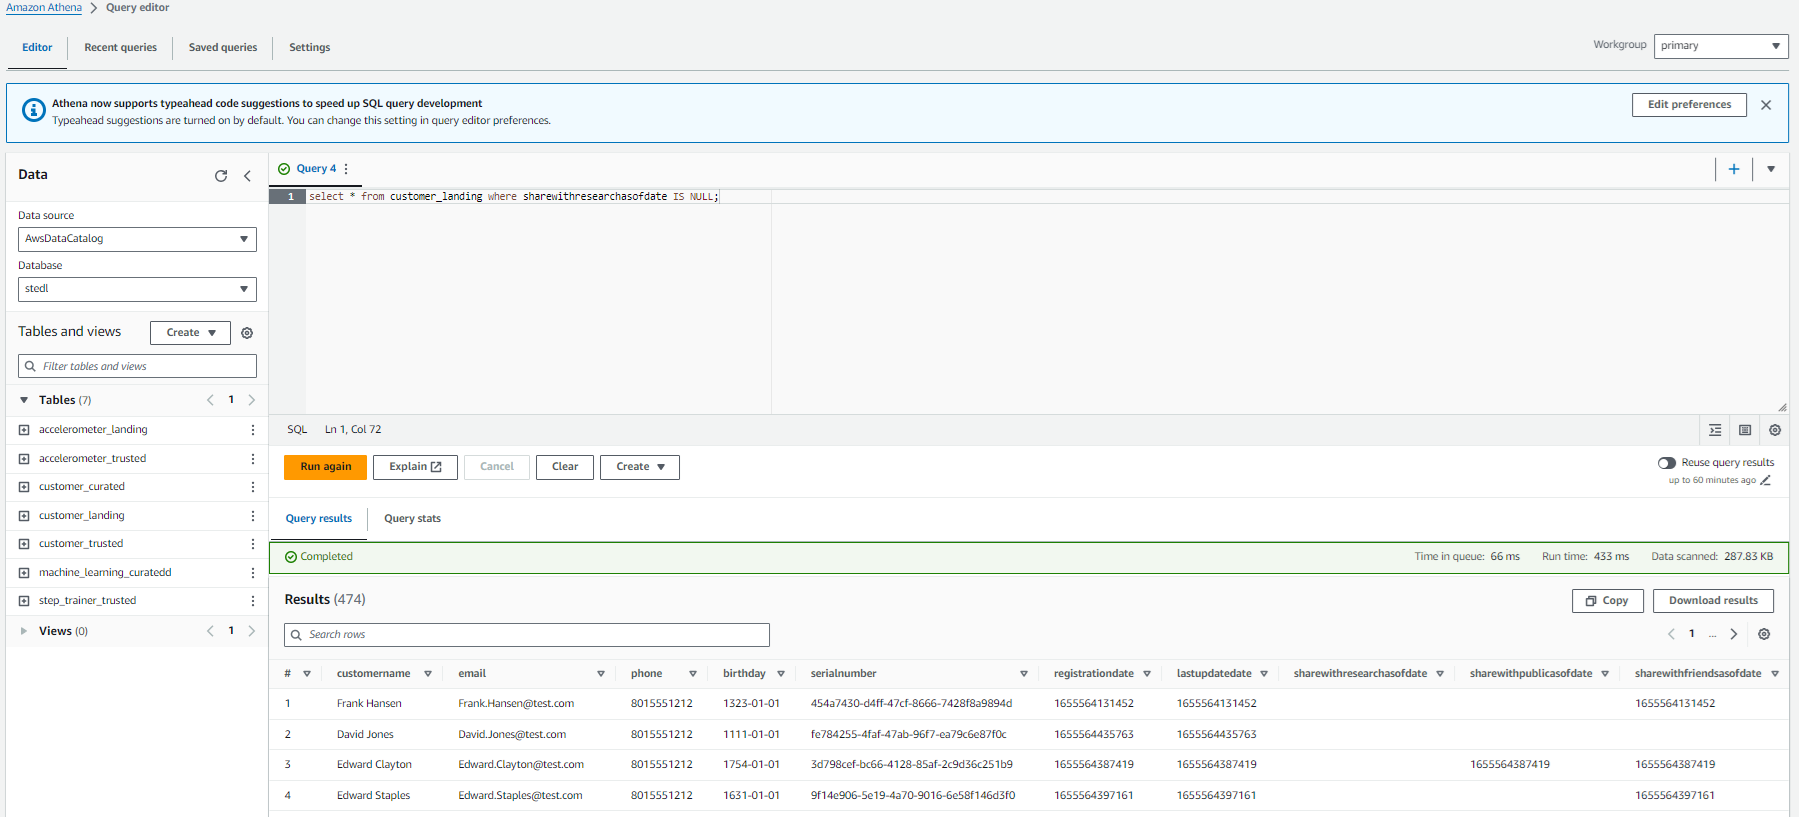 Amazon Athena > Query editor
Editor Recent queries Saved queries Settings Workgroup primary
Athena now supports typeahead code suggestions to speed up SQL query development
Typeahead suggestions are turned on by default. You can change this setting in query editor preferences.
Edit preferences
Data
Data source
AwsDataCatalog
Database
stedl
Tables and views Create
Filter tables and views
Tables (7) 1
accelerometer_landing
accelerometer_trusted
customer_curated
customer_landing
customer_trusted
machine_learning_curatedd
step_trainer_trusted
Views (0) 1
Query 4
1 select * from customer_landing where sharewithresearchasofdate IS NULL;
SQL Ln 1, Col 72
Run again Explain Cancel Clear Create
Reuse query results
up to 60 minutes ago
Query results Query stats
Completed Time in queue: 66 ms Run time: 433 ms Data scanned: 287.83 KB
Results (474) Copy Download results
Search rows 1 ...
# customername email phone birthday serialnumber registrationdate lastupdatedate sharewithresearchasofdate sharewithpublicasofdate sharewithfriendsasofdate
1 Frank Hansen Frank.Hansen@test.com 8015551212 1323-01-01 454a7430-d4ff-47cf-8666-7428f8a9894d 1655564131452 1655564131452 1655564131452
2 David Jones David.Jones@test.com 8015551212 1111-01-01 fe784255-4faf-47ab-96f7-ea79c6e87f0c 1655564435763 1655564435763
3 Edward Clayton Edward.Clayton@test.com 8015551212 1754-01-01 3d798cef-bc66-4128-85af-2c9d36c251b9 1655564387419 1655564387419 1655564387419 1655564387419
4 Edward Staples Edward.Staples@test.com 8015551212 1631-01-01 9f14e906-5e19-4a70-9016-6e58f146d3f0 1655564397161 1655564397161 1655564397161